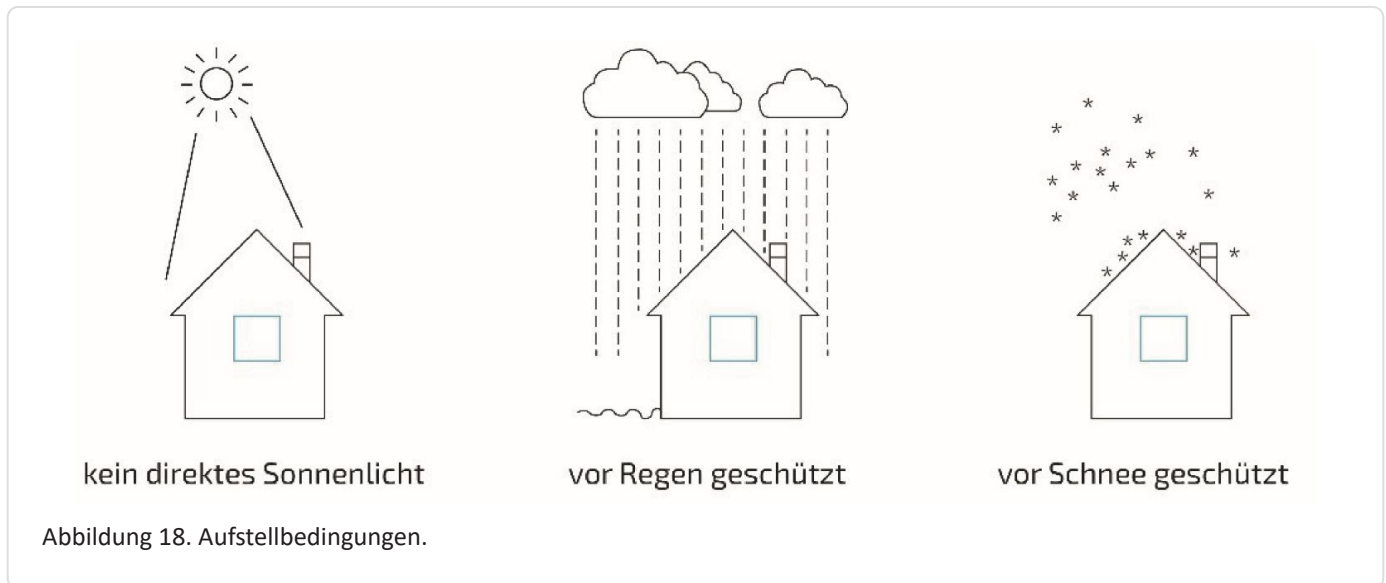 kein direktes Sonnenlicht
vor Regen geschützt
vor Schnee geschützt
Abbildung 18. Aufstellbedingungen.